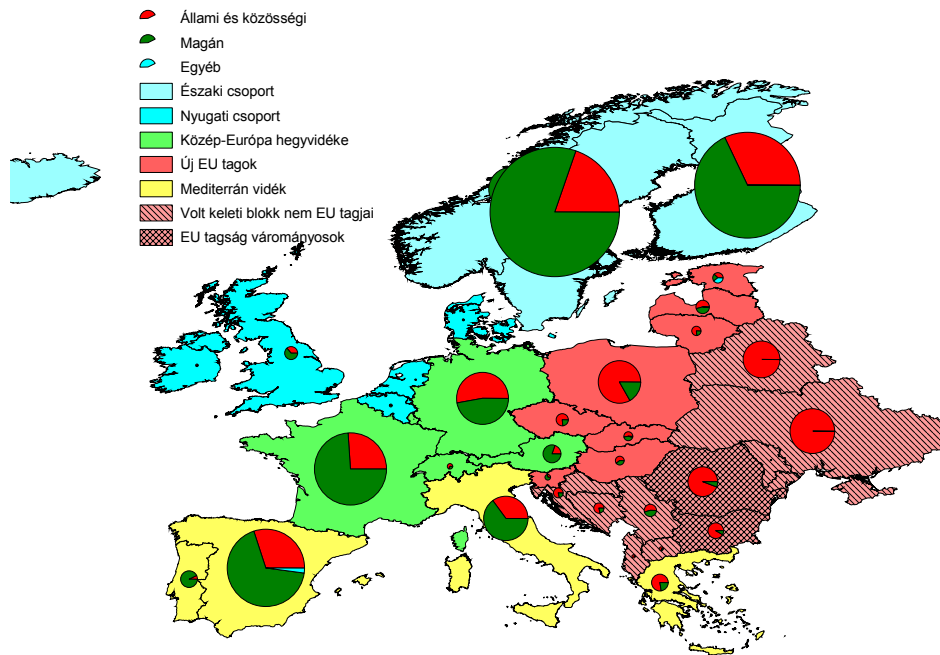 Állami és közösségi
Magán
Egyéb
Északi csoport
Nyugati csoport
Közép-Európa hegyvidéke
Új EU tagok
Mediterrán vidék
Volt keleti blokk nem EU tagjai
EU tagság várományosok